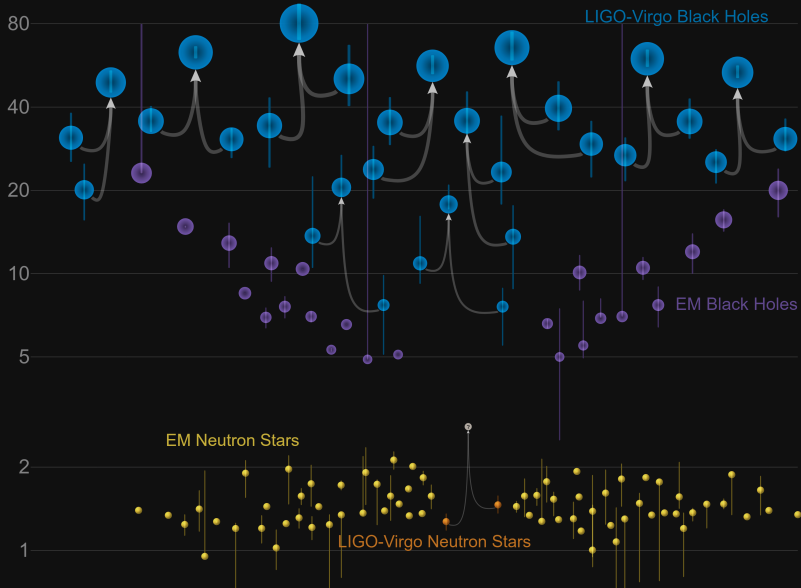 80
LIGO-Virgo Black Holes
40
20
10
EM Black Holes
5
EM Neutron Stars
2
?
LIGO-Virgo Neutron Stars
1